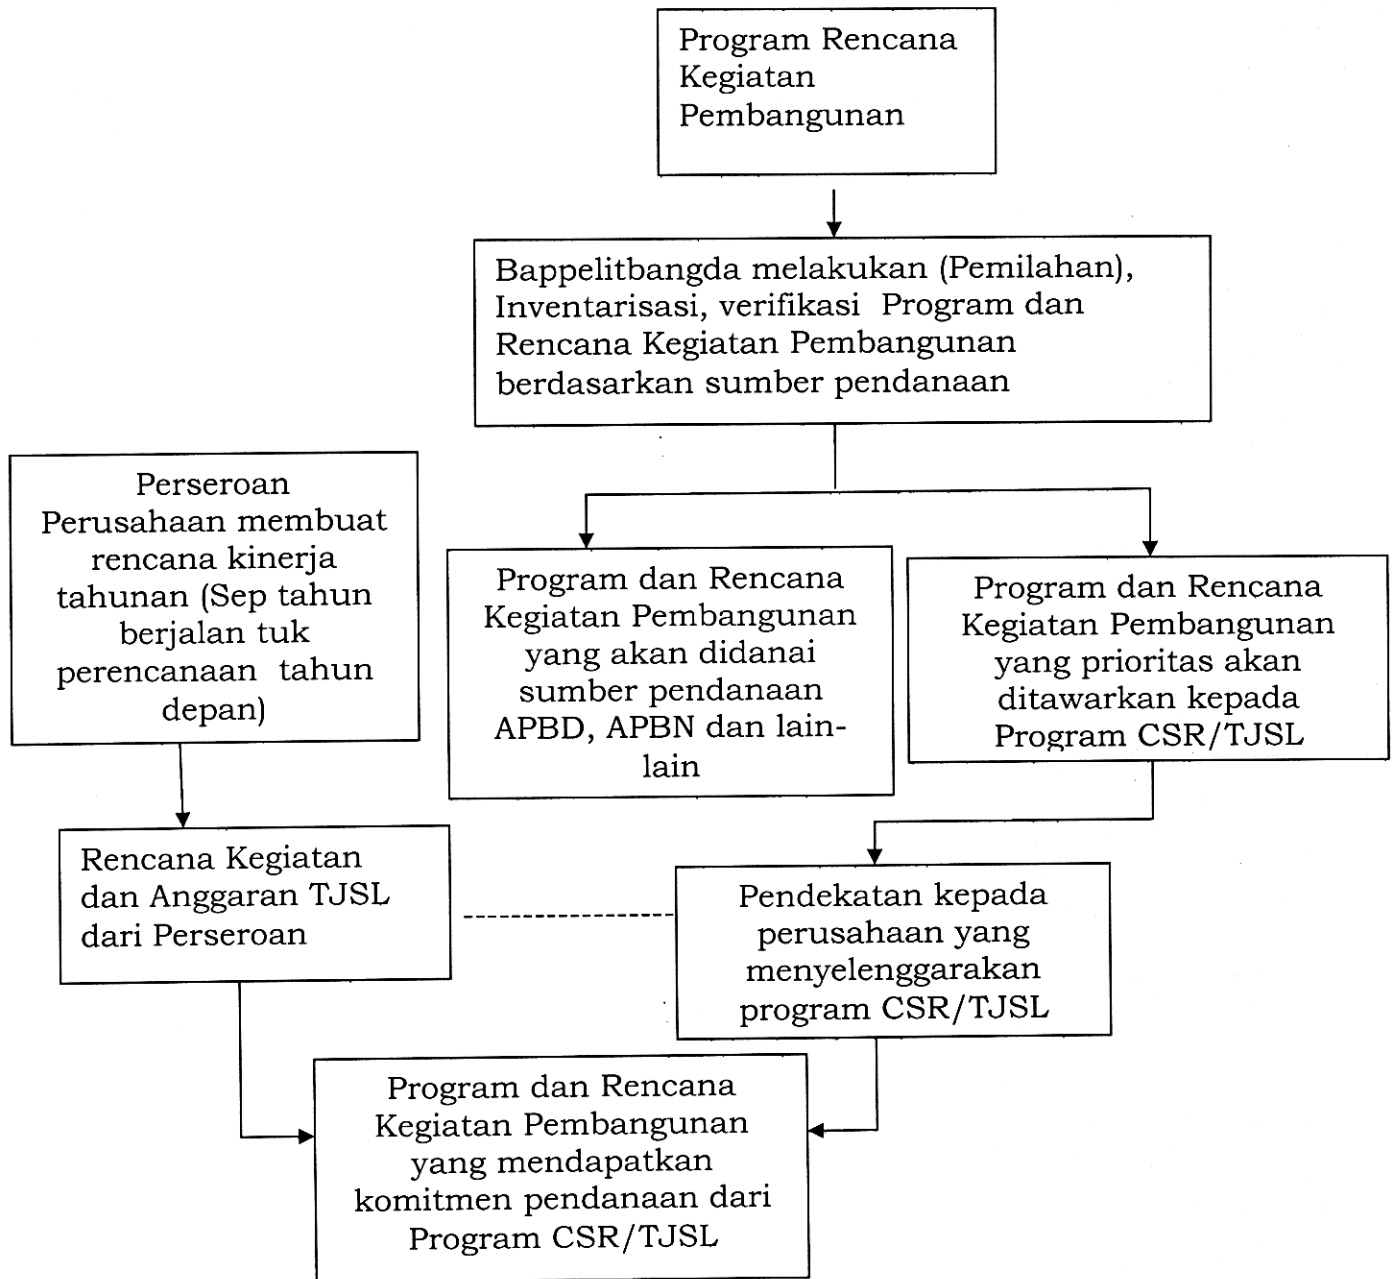 Program Rencana
Kegiatan
Pembangunan
Bappelitbangda melakukan (Pemilahan),
Inventarisasi, verifikasi Program dan
Rencana Kegiatan Pembangunan
berdasarkan sumber pendanaan
Perseroan
Perusahaan membuat
rencana kinerja
tahunan (Sep tahun
berjalan tuk
perencanaan tahun
depan)
Program dan Rencana
Kegiatan Pembangunan
yang akan didanai
sumber pendanaan
APBD, APBN dan lain-
lain
Program dan Rencana
Kegiatan Pembangunan
yang prioritas akan
ditawarkan kepada
Program CSR/TJSL
Rencana Kegiatan
dan Anggaran TJSL
dari Perseroan
Pendekatan kepada
perusahaan yang
menyelenggarakan
program CSR/TJSL
Program dan Rencana
Kegiatan Pembangunan
yang mendapatkan
komitmen pendanaan dari
Program CSR/TJSL